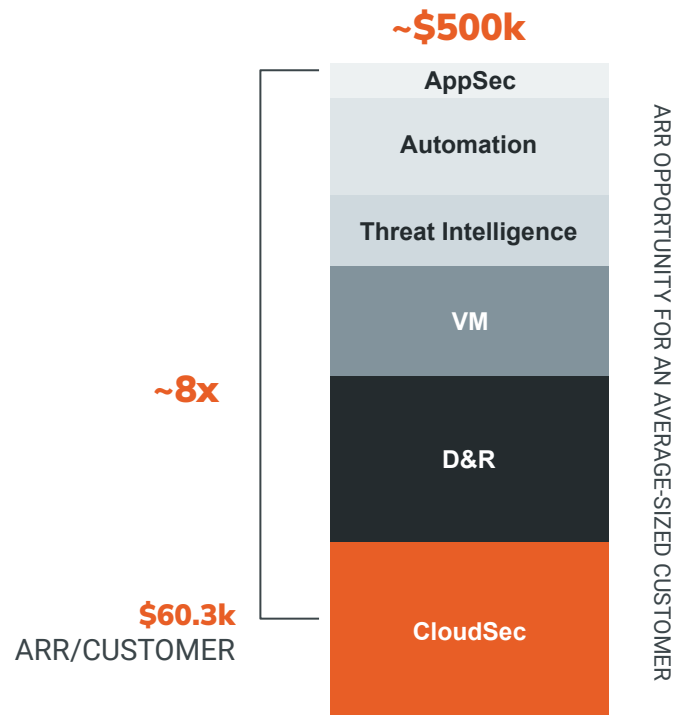 ~$500k
AppSec
Automation
Threat Intelligence
VM
~8x
D&R
$60.3k
ARR/CUSTOMER
CloudSec
ARR OPPORTUNITY FOR AN AVERAGE-SIZED CUSTOMER